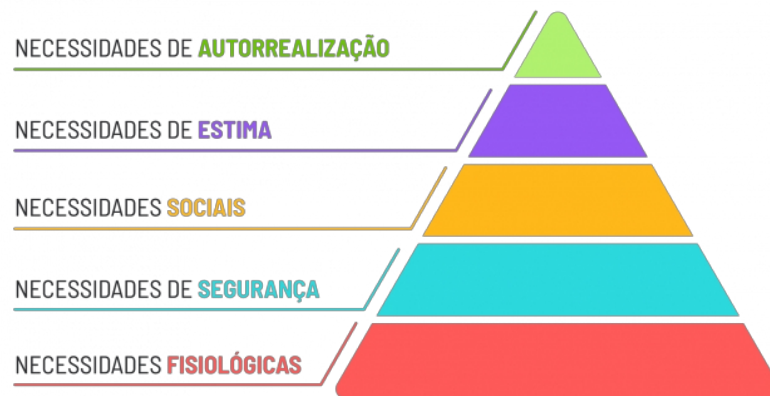 NECESSIDADES DE AUTORREALIZAÇÃO
NECESSIDADES DE ESTIMA
NECESSIDADES SOCIAIS
NECESSIDADES DE SEGURANÇA
NECESSIDADES FISIOLÓGICAS